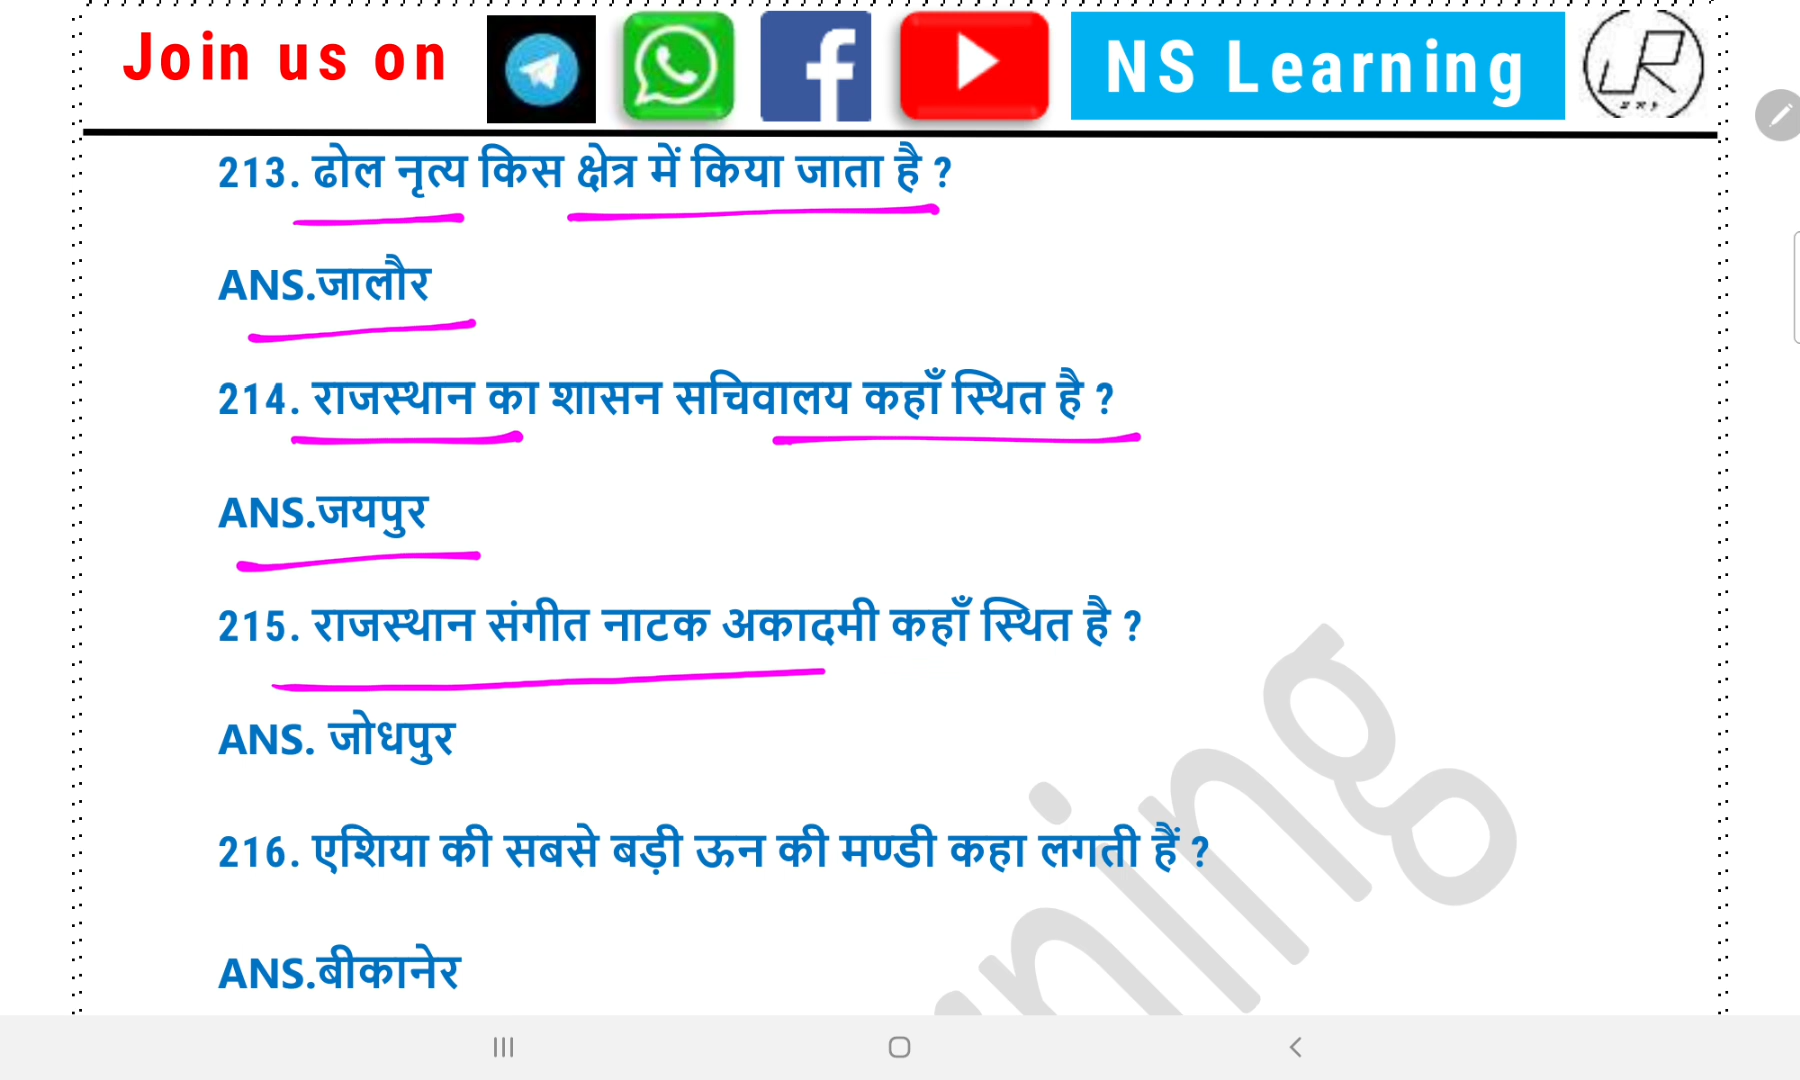 Join us on NS Learning
213. ढोल नृत्य किस क्षेत्र में किया जाता है ?
ANS.जालौर
214. राजस्थान का शासन सचिवालय कहाँ स्थित है ?
ANS.जयपुर
215. राजस्थान संगीत नाटक अकादमी कहाँ स्थित है ?
ANS. जोधपुर
216. एशिया की सबसे बड़ी ऊन की मण्डी कहा लगती हैं ?
ANS.बीकानेर
ning